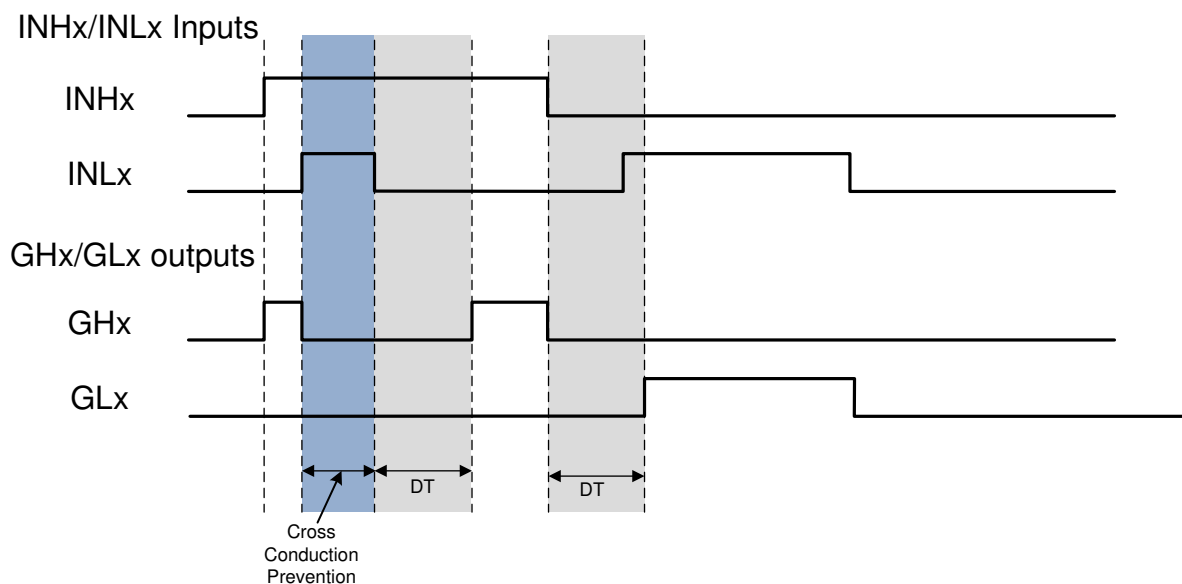 INHx/INLx Inputs
INHx
INLx
GHx/GLx outputs
GHx
GLx
DT
DT
Cross
Conduction
Prevention